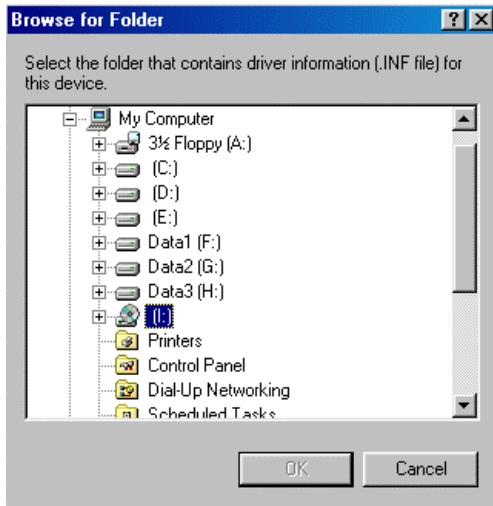 Browse for Folder
Select the folder that contains driver information (.INF file) for
this device.
My Computer
3½ Floppy (A:)
(C:)
(D:)
(E:)
Data1 (F:)
Data2 (G:)
Data3 (H:)
(I:)
Printers
Control Panel
Dial-Up Networking
Scheduled Tasks
OK
Cancel